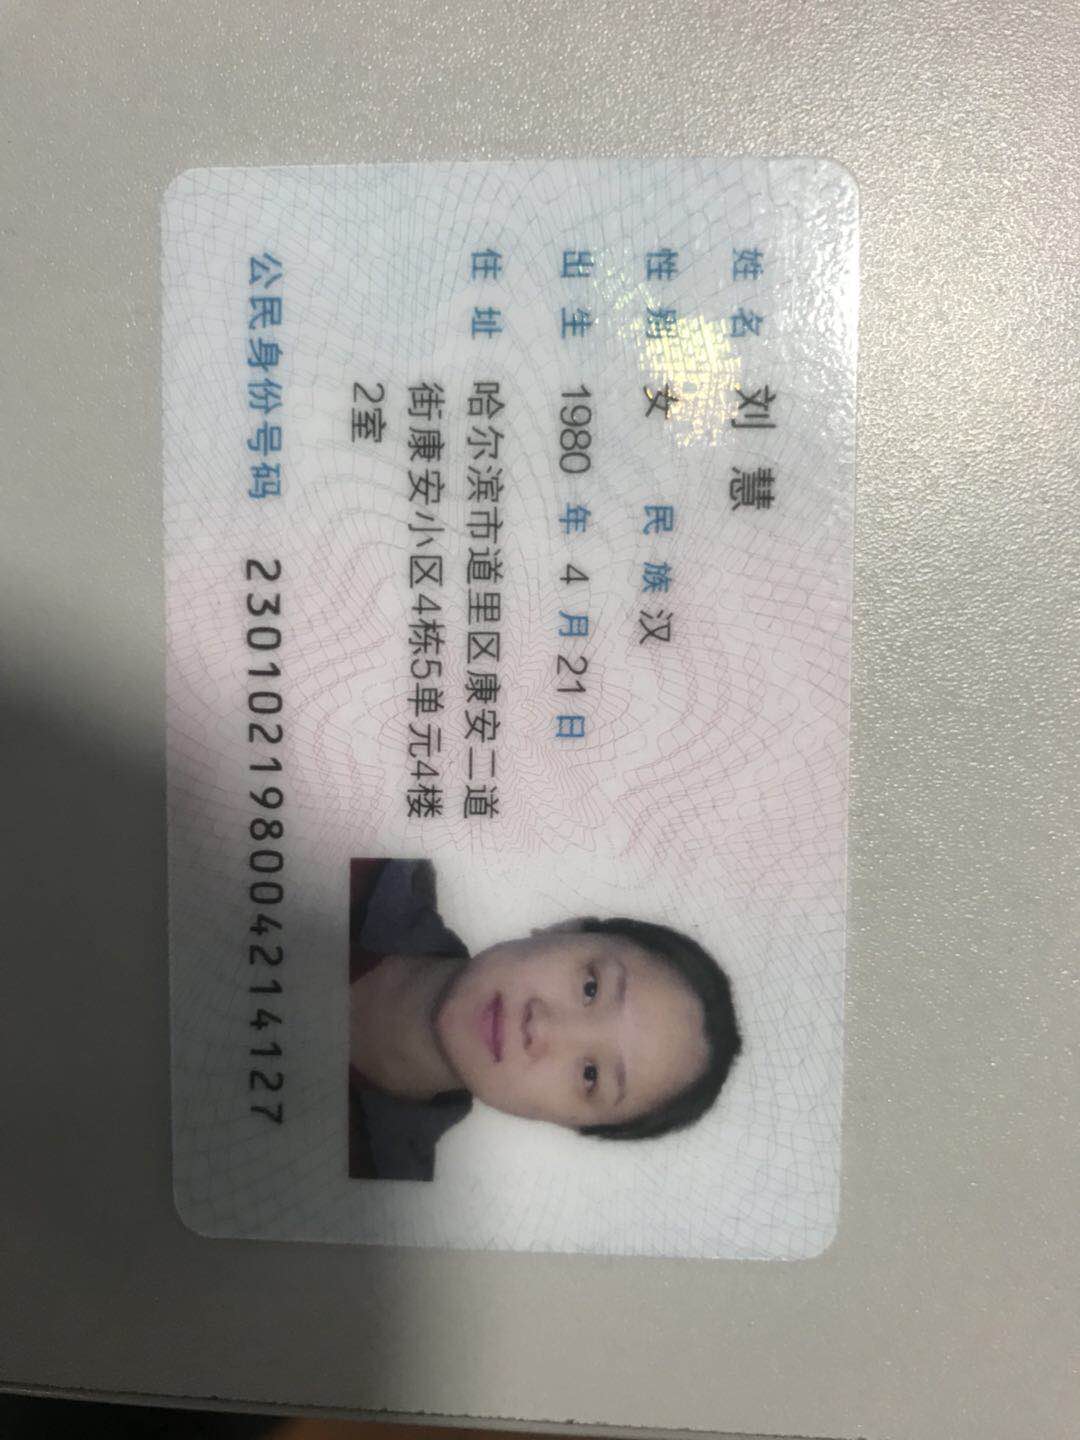 姓名 刘慧
性别 女 民族 汉
出生 1980 年 4 月 21 日
住址 哈尔滨市道里区康安二道
街康安小区4栋5单元4楼
2室
公民身份号码 230102198004214127